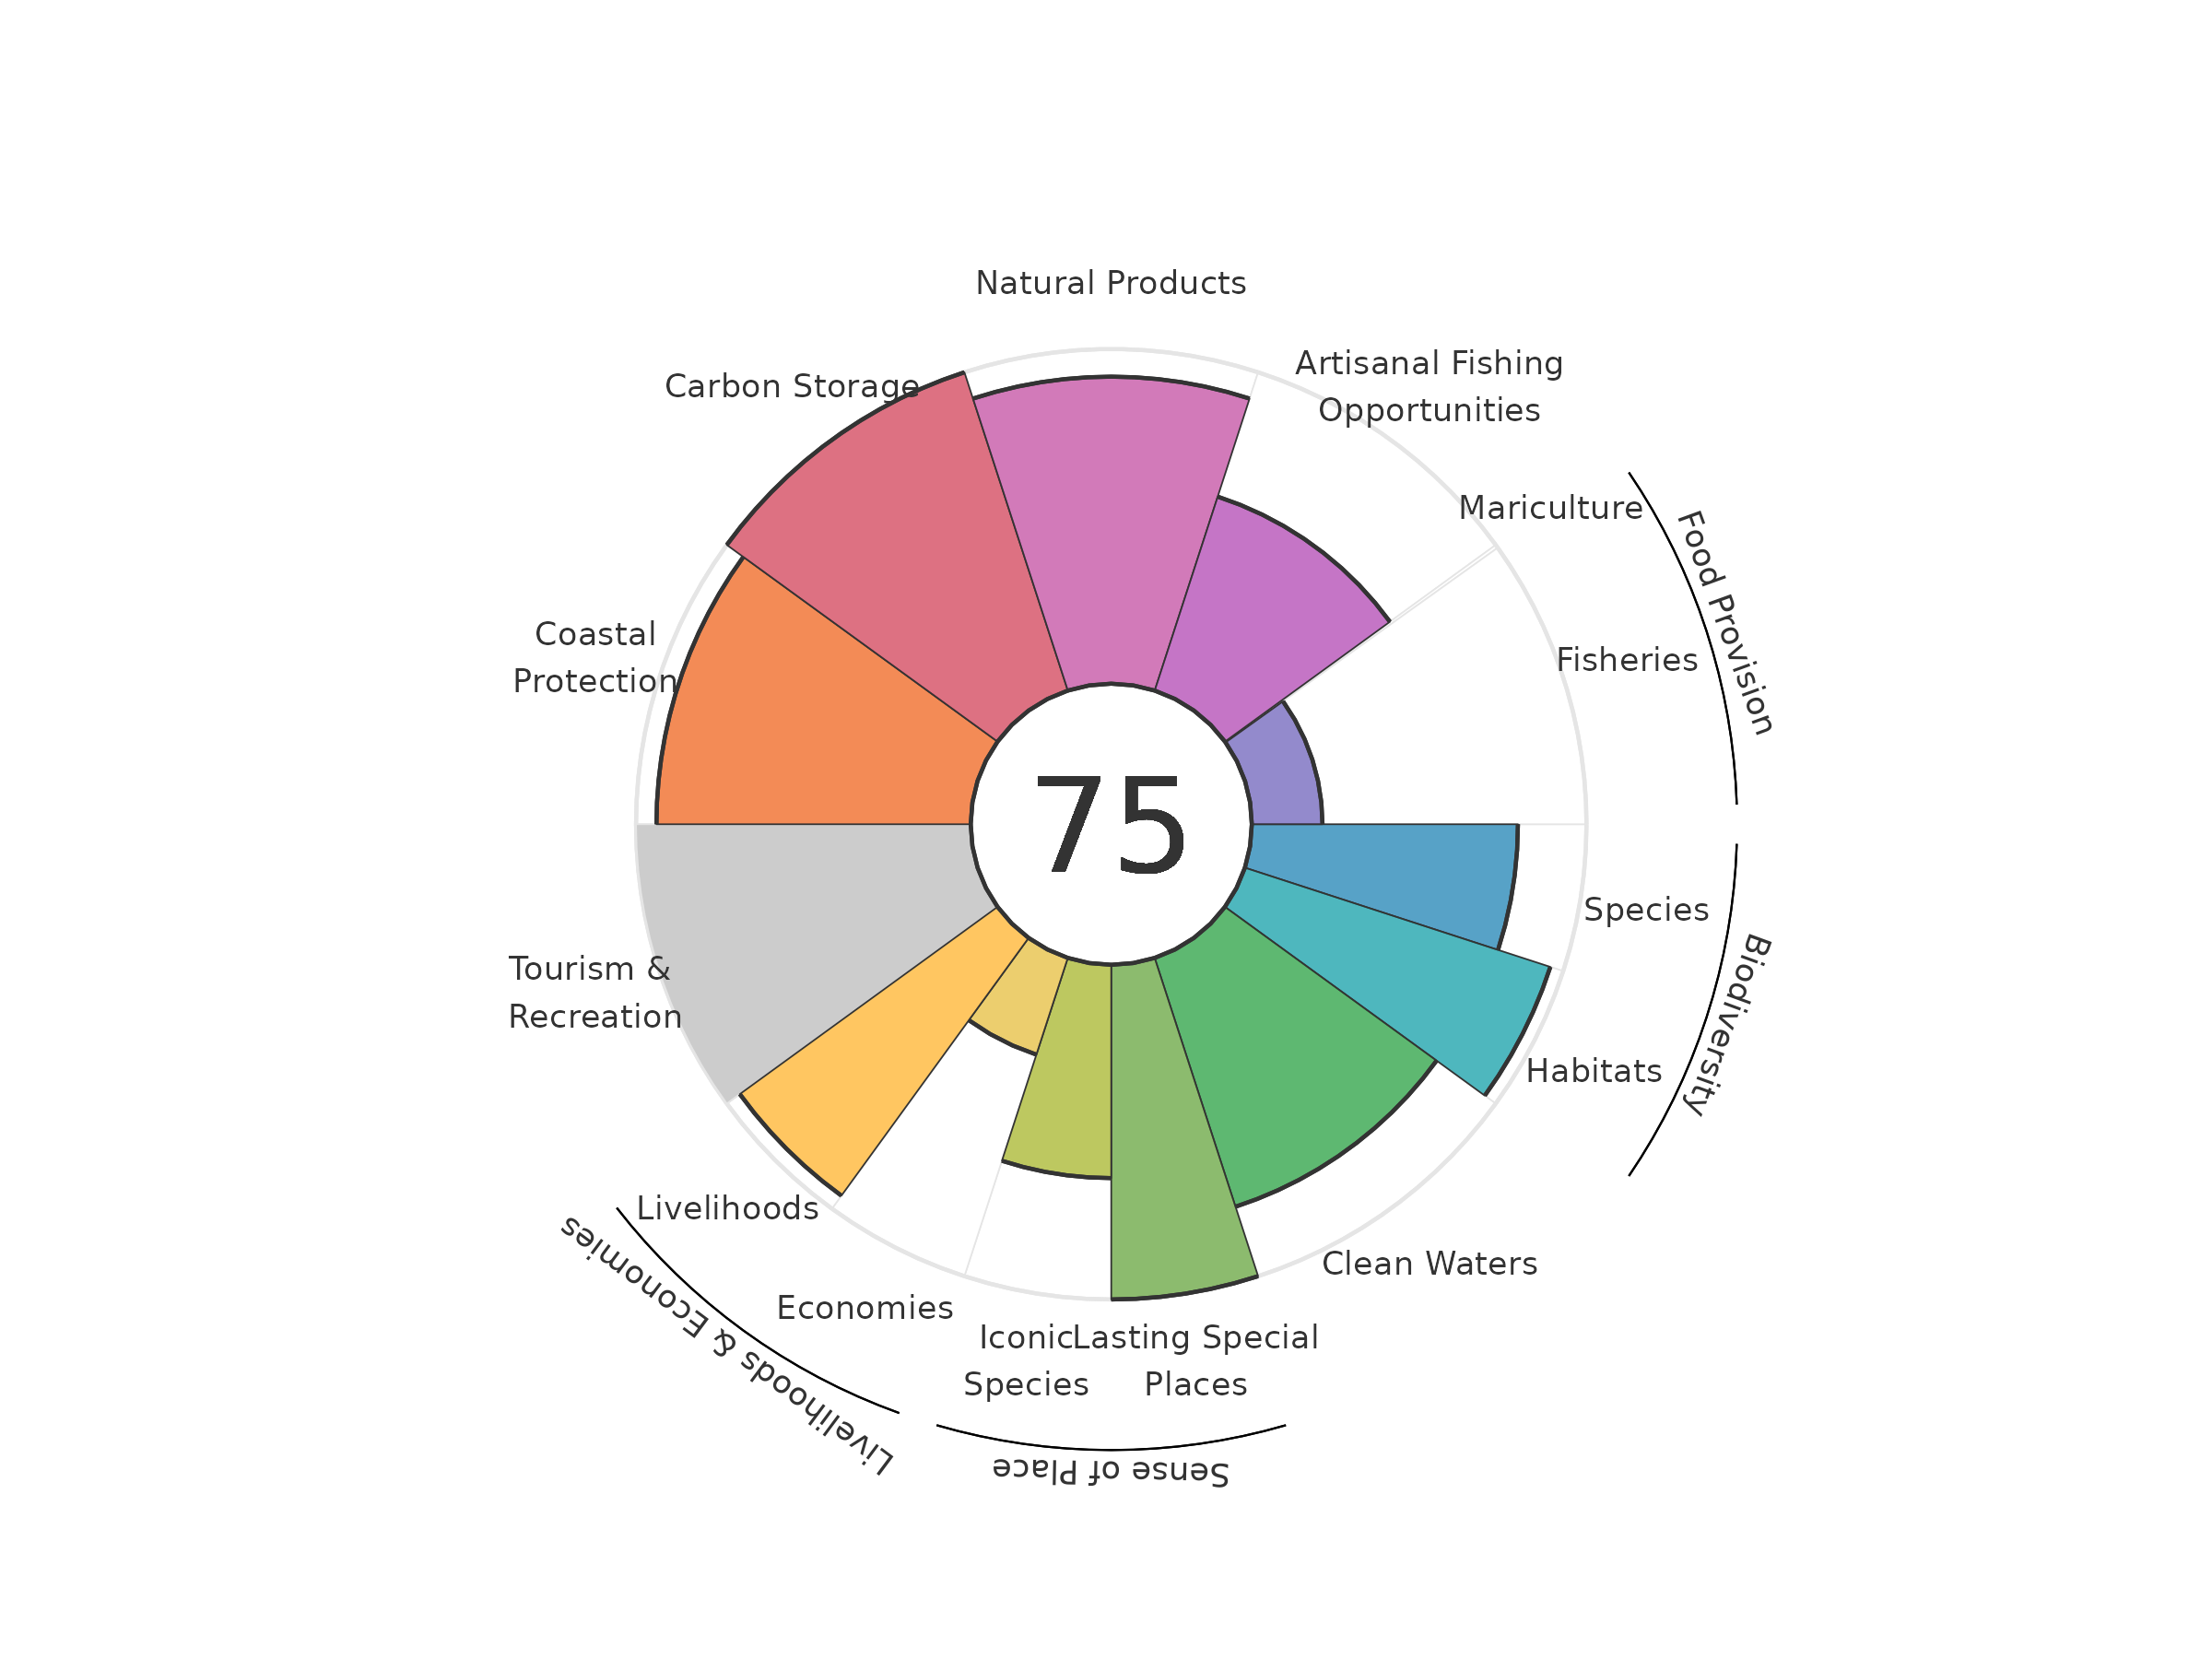 Natural Products
Artisanal Fishing
Opportunities
Carbon Storage
Mariculture
Food Provision
Coastal
Protection
Fisheries
75
Species
Biodiversity
Tourism &
Recreation
Habitats
Livelihoods
Clean Waters
Livelihoods & Economies
Economies
Iconic
Species
Lasting Special
Places
Sense of Place